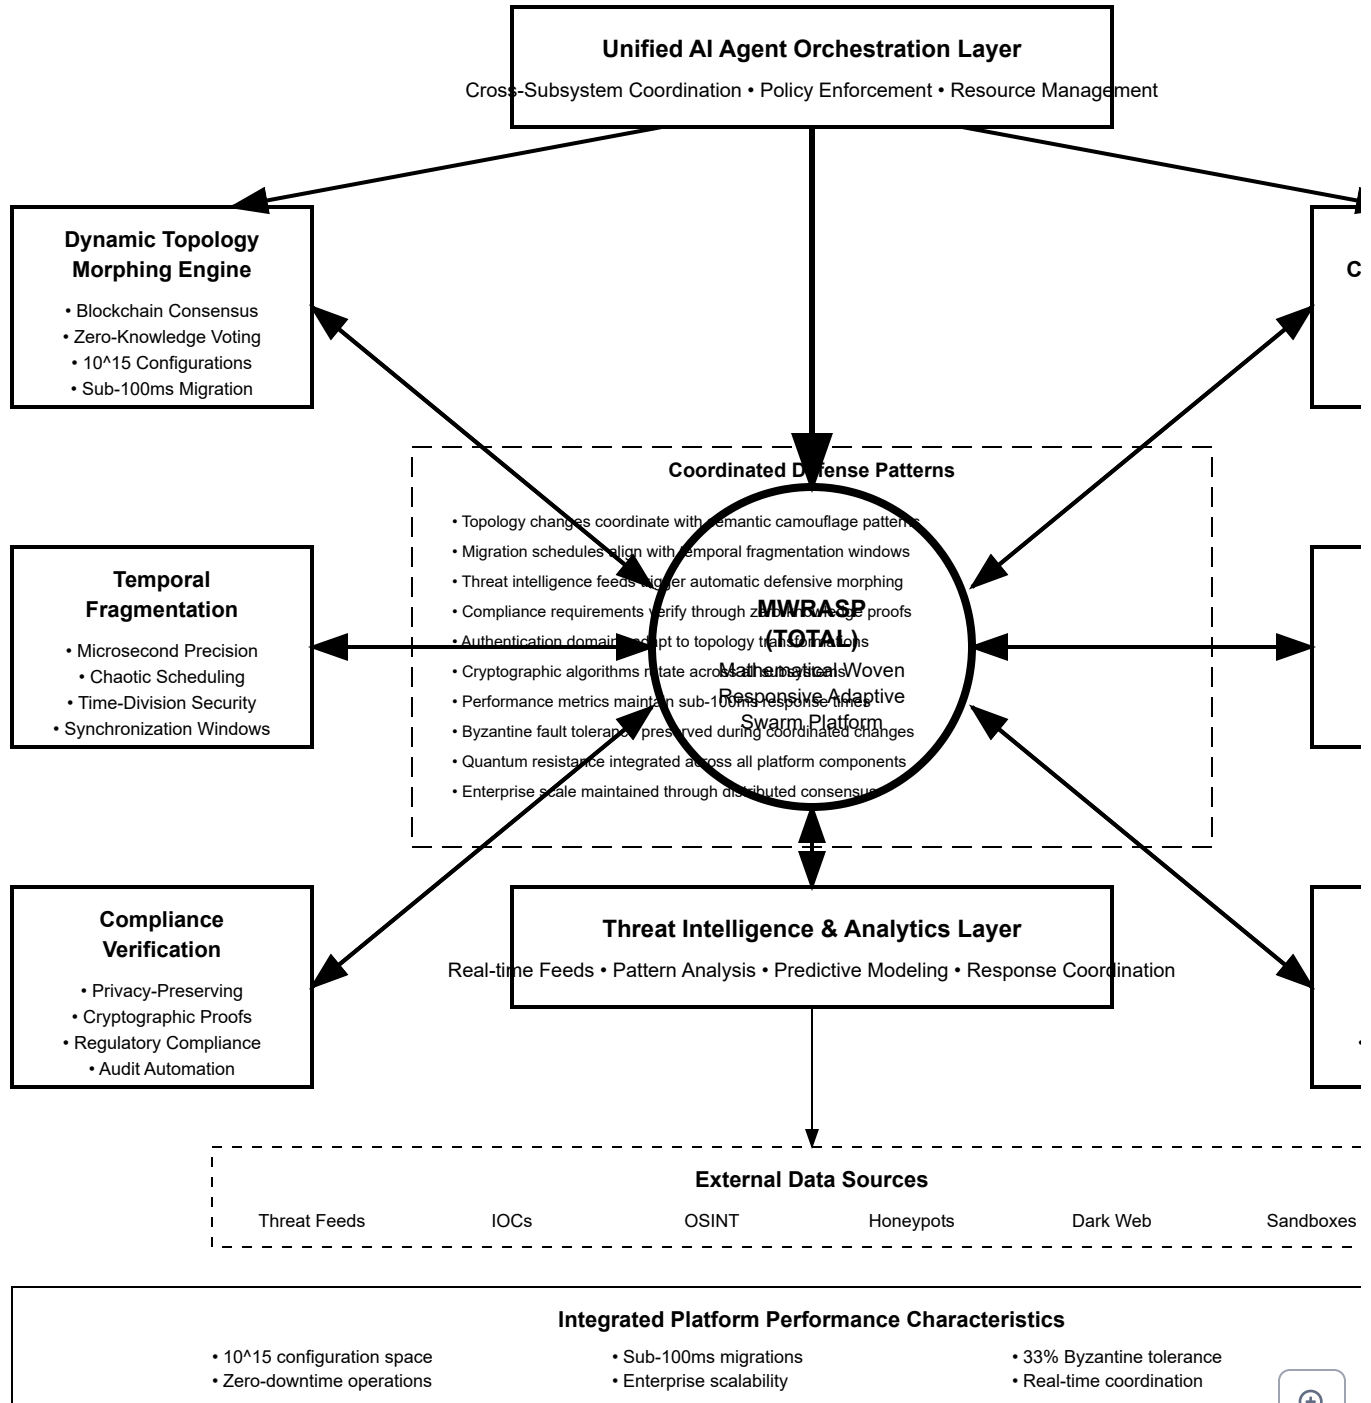 Unified AI Agent Orchestration Layer
Cross-Subsystem Coordination • Policy Enforcement • Resource Management
Dynamic Topology
Morphing Engine
• Blockchain Consensus
• Zero-Knowledge Voting
• 10^15 Configurations
• Sub-100ms Migration
C
Coordinated Defense Patterns
• Topology changes coordinate with semantic camouflage patterns
• Migration schedules align with temporal fragmentation windows
• Threat intelligence feeds trigger automatic defensive morphing
• Compliance requirements verify through zero-knowledge proofs
• Authentication domains adapt to topology transformations
• Cryptographic algorithms rotate across all subsystems
• Performance metrics maintain sub-100ms response times
• Byzantine fault tolerance preserved during coordinated changes
• Quantum resistance integrated across all platform components
• Enterprise scale maintained through distributed consensus
MWRASP
(TOTAL)
Mathematical Woven
Responsive Adaptive
Swarm Platform
Temporal
Fragmentation
• Microsecond Precision
• Chaotic Scheduling
• Time-Division Security
• Synchronization Windows
Compliance
Verification
• Privacy-Preserving
• Cryptographic Proofs
• Regulatory Compliance
• Audit Automation
Threat Intelligence & Analytics Layer
Real-time Feeds • Pattern Analysis • Predictive Modeling • Response Coordination
•
External Data Sources
Threat Feeds IOCs OSINT Honeypots Dark Web Sandboxes
Integrated Platform Performance Characteristics
• 10^15 configuration space • Sub-100ms migrations • 33% Byzantine tolerance
• Zero-downtime operations • Enterprise scalability • Real-time coordination